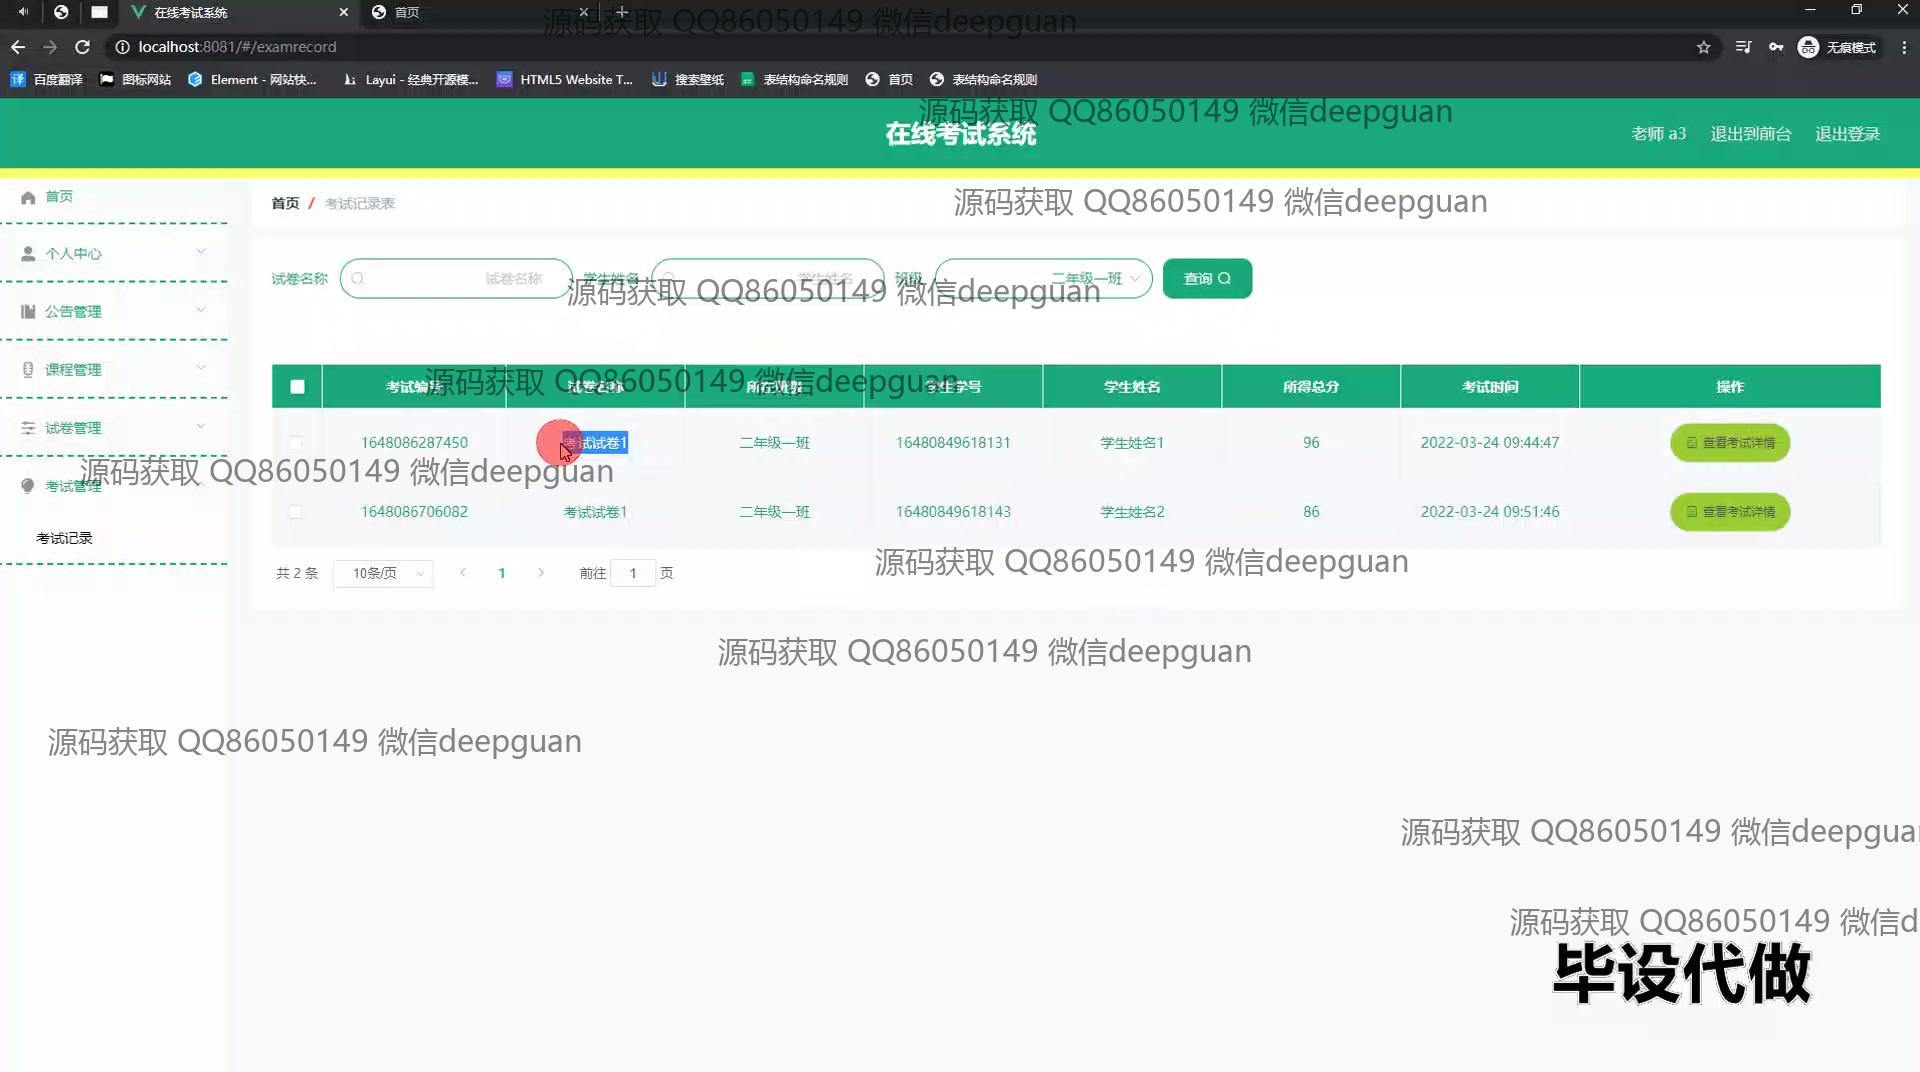 在线考试系统
首页
源码获取 QQ86050149 微信deepguan
localhost:8081/#/examrecord
无痕模式
百度翻译
图标网站
Element - 网站快...
Layui - 经典开源模...
HTML5 Website T...
搜索壁纸
表结构命名规则
首页
表结构命名规则
源码获取 QQ86050149 微信deepguan
在线考试系统
老师 a3
退出到前台
退出登录
首页
首页 / 考试记录表
源码获取 QQ86050149 微信deepguan
个人中心
试卷名称
试卷名称
学生姓名
学生姓名
班级
二年级一班
查询
源码获取 QQ86050149 微信deepguan
公告管理
课程管理
考试编号
试卷名称
所在班级
学生学号
学生姓名
所得总分
考试时间
操作
源码获取 QQ86050149 微信deepguan
试卷管理
1648086287450
考试试卷1
二年级一班
16480849618131
学生姓名1
96
2022-03-24 09:44:47
查看考试详情
源码获取 QQ86050149 微信deepguan
考试管理
1648086706082
考试试卷1
二年级一班
16480849618143
学生姓名2
86
2022-03-24 09:51:46
查看考试详情
考试记录
源码获取 QQ86050149 微信deepguan
共 2 条
10条/页
1
前往 1 页
源码获取 QQ86050149 微信deepguan
源码获取 QQ86050149 微信deepguan
源码获取 QQ86050149 微信deepguan
源码获取 QQ86050149 微信d
毕设代做